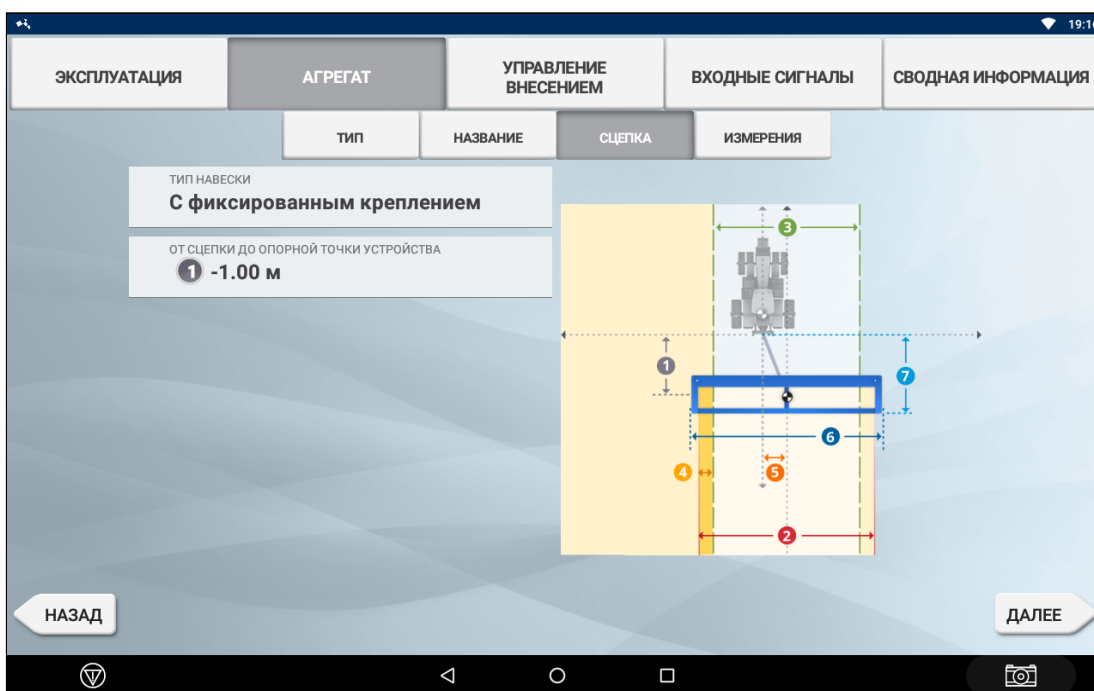 19:16
ЭКСПЛУАТАЦИЯ
АГРЕГАТ
УПРАВЛЕНИЕ
ВНЕСЕНИЕМ
ВХОДНЫЕ СИГНАЛЫ
СВОДНАЯ ИНФОРМАЦИЯ
ТИП
НАЗВАНИЕ
СЦЕПКА
ИЗМЕРЕНИЯ
ТИП НАВЕСКИ
С фиксированным креплением
ОТ СЦЕПКИ ДО ОПОРНОЙ ТОЧКИ УСТРОЙСТВА
1 -1.00 м
3
1
7
6
4
5
2
НАЗАД
ДАЛЕЕ